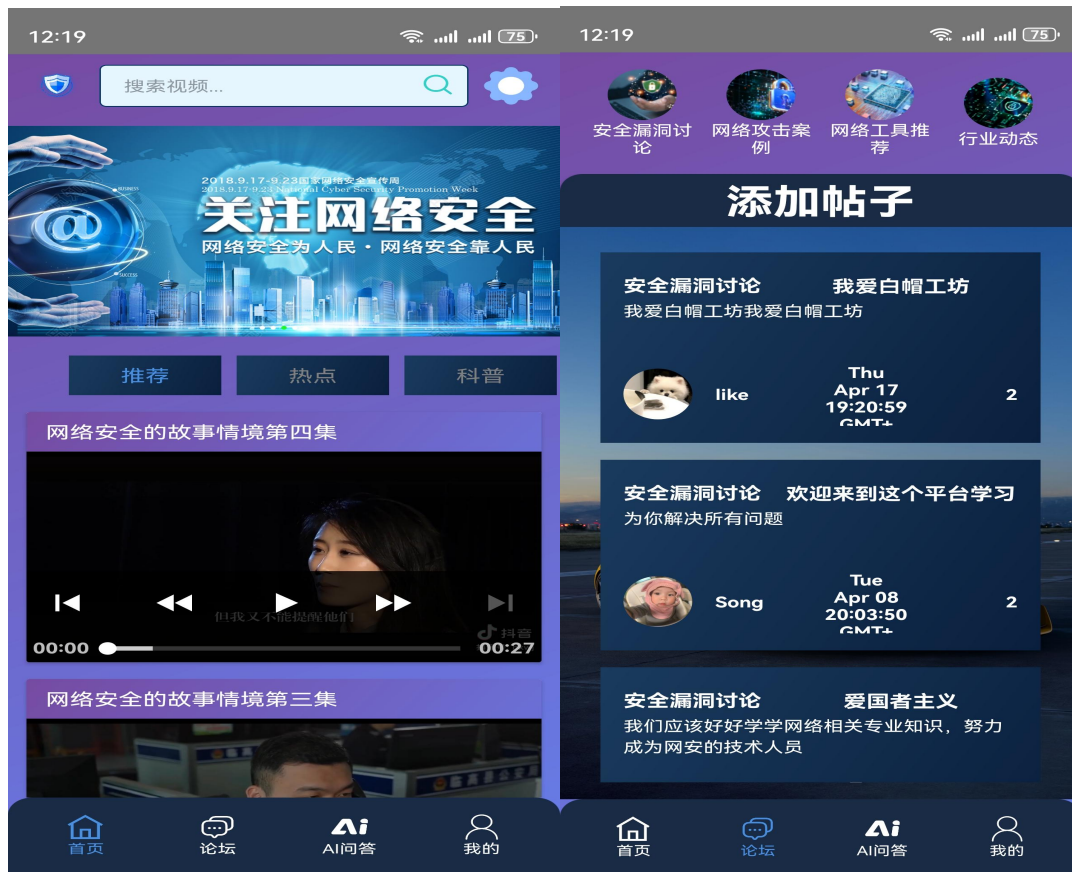 12:19
75
搜索视频...
BUSINESS
2018.9.17-9.23国家网络安全宣传周
2018.9.17-9.23 National Cyber Security Promotion Week
关注网络安全
网络安全为人民·网络安全靠人民
SUCCESS
推荐
热点
科普
网络安全的故事情境第四集
但我又不能提醒他们
抖音
00:00
00:27
网络安全的故事情境第三集
首页
论坛
Ai
AI问答
我的
12:19
75
安全漏洞讨
论
网络攻击案
例
网络工具推
荐
行业动态
添加帖子
安全漏洞讨论
我爱白帽工坊
我爱白帽工坊我爱白帽工坊
like
Thu
Apr 17
19:20:59
GMT+
2
安全漏洞讨论
欢迎来到这个平台学习
为你解决所有问题
Song
Tue
Apr 08
20:03:50
GMT+
2
安全漏洞讨论
爱国者主义
我们应该好好学学网络相关专业知识，努力
成为网安的技术人员
首页
论坛
Ai
AI问答
我的